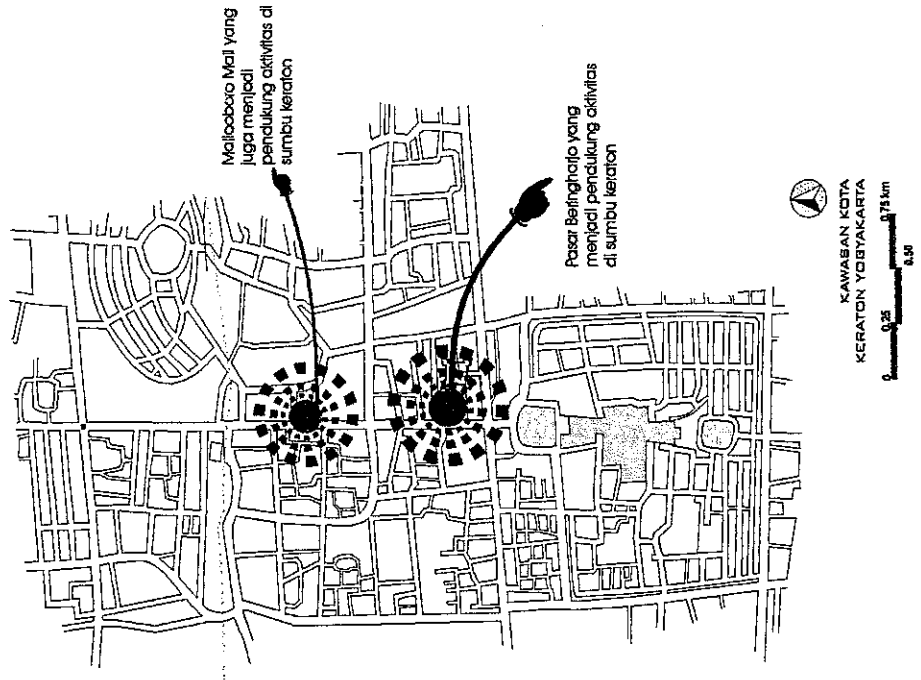 Malioboro Mall yang
juga menjadi
pendukung aktivitas di
sumbu keraton
Pasar Beringharjo yang
menjadi pendukung aktivitas
di sumbu keraton
KAWASAN KOTA
KERATON YOGYAKARTA
0 0,25 0,75 km
0.50